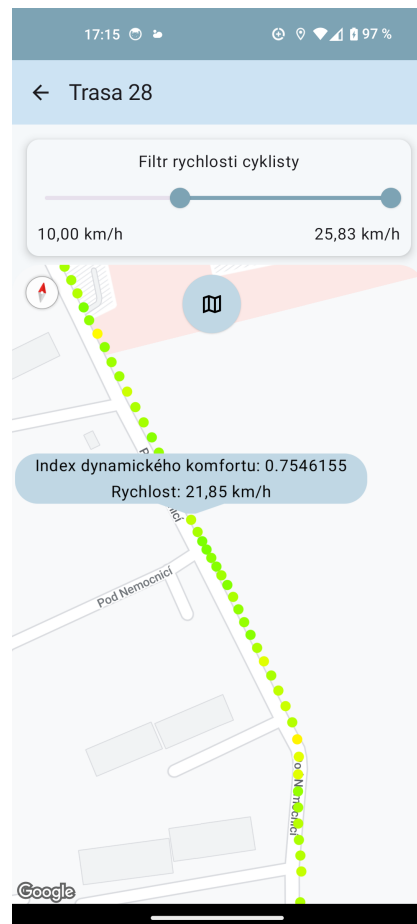 17:15
97 %
Trasa 28
Filtr rychlosti cyklisty
10,00 km/h
25,83 km/h
Index dynamického komfortu: 0.7546155
Rychlost: 21,85 km/h
Pod Nemocnicí
Google